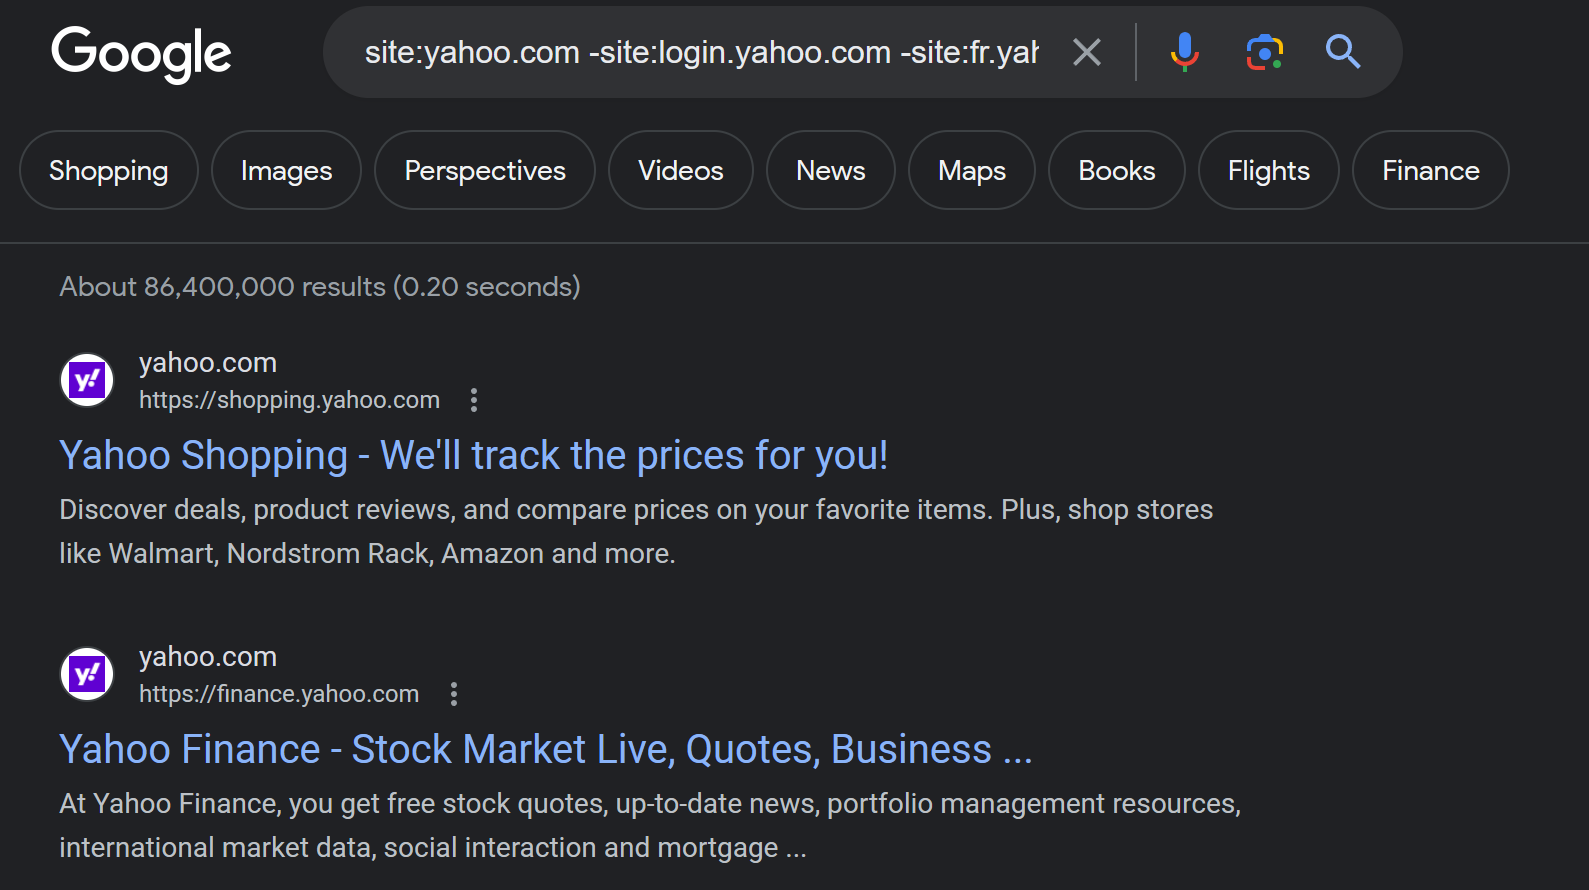 Google
site:yahoo.com -site:login.yahoo.com -site:fr.yah
Shopping
Images
Perspectives
Videos
News
Maps
Books
Flights
Finance
About 86,400,000 results (0.20 seconds)
y!
yahoo.com
https://shopping.yahoo.com
Yahoo Shopping - We'll track the prices for you!
Discover deals, product reviews, and compare prices on your favorite items. Plus, shop stores
like Walmart, Nordstrom Rack, Amazon and more.
y!
yahoo.com
https://finance.yahoo.com
Yahoo Finance - Stock Market Live, Quotes, Business ...
At Yahoo Finance, you get free stock quotes, up-to-date news, portfolio management resources,
international market data, social interaction and mortgage ...